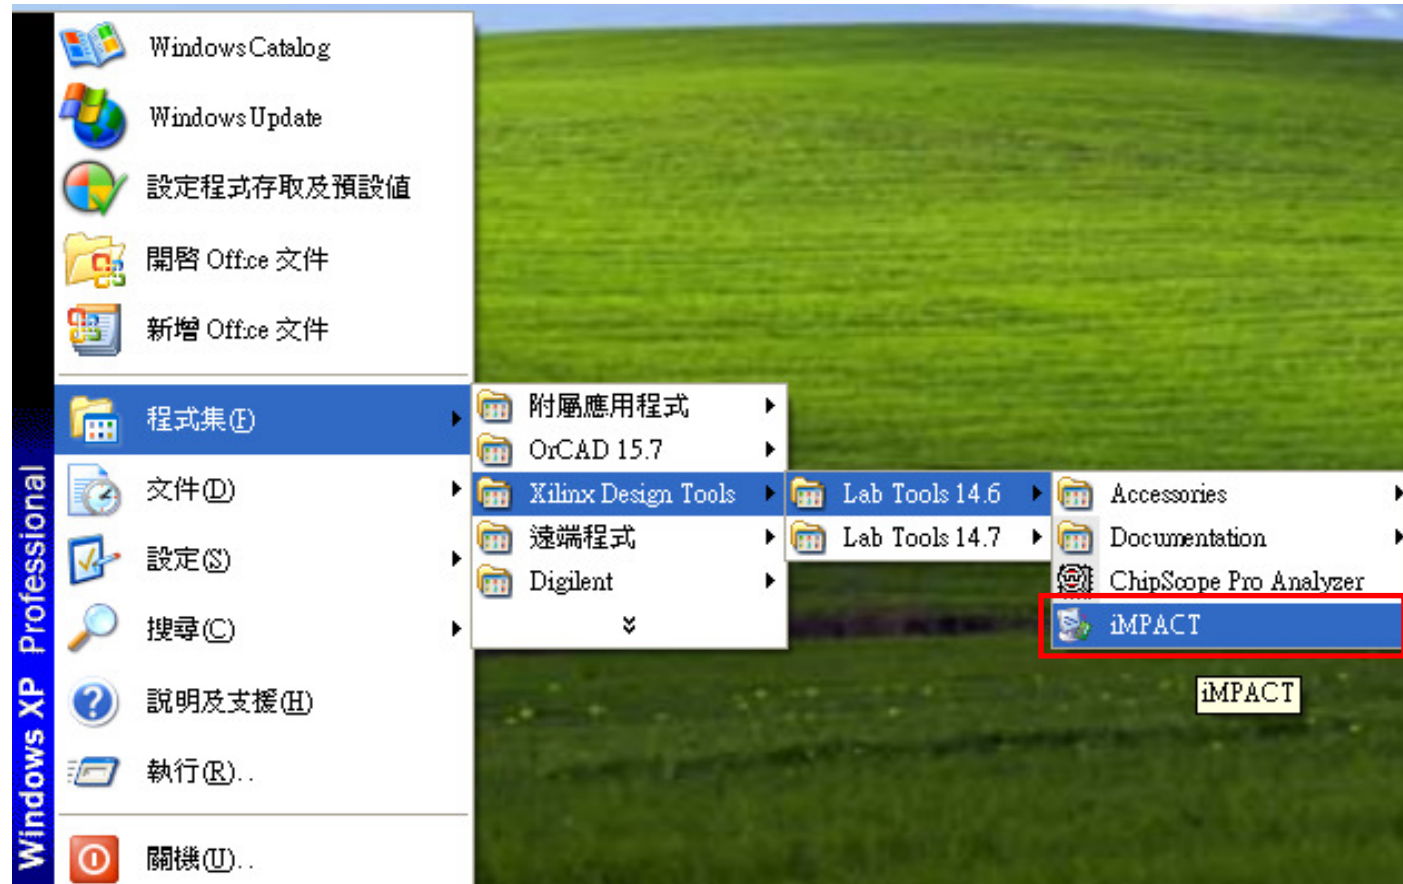 Windows Catalog
Windows Update
設定程式存取及預設值
開啓 Office 文件
新增 Office 文件
程式集(P)
文件(D)
設定(S)
搜尋(C)
說明及支援(H)
執行(R)..
關機(U)..
Windows XP Professional
附屬應用程式
OrCAD 15.7
Xilinx Design Tools
遠端程式
Digilent
Lab Tools 14.6
Lab Tools 14.7
Accessories
Documentation
ChipScope Pro Analyzer
iMPACT
iMPACT